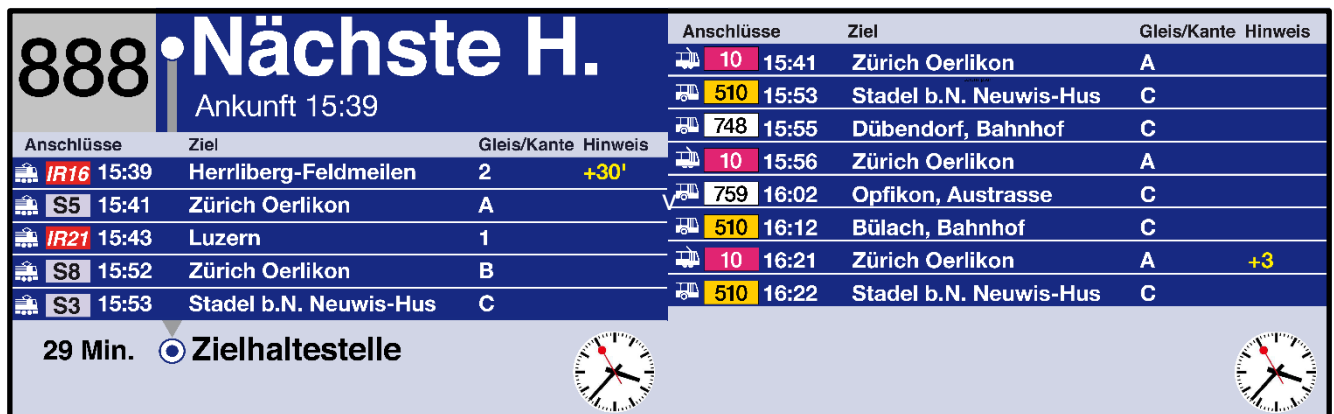 888 Nächste H.
Ankunft 15:39
Anschlüsse Ziel Gleis/Kante Hinweis
IR16 15:39 Herrliberg-Feldmeilen 2 +30'
S5 15:41 Zürich Oerlikon A
IR21 15:43 Luzern 1
S8 15:52 Zürich Oerlikon B
S3 15:53 Stadel b.N. Neuwis-Hus C
29 Min. Zielhaltestelle
Anschlüsse Ziel Gleis/Kante Hinweis
10 15:41 Zürich Oerlikon A
510 15:53 Stadel b.N. Neuwis-Hus C
748 15:55 Dübendorf, Bahnhof C
10 15:56 Zürich Oerlikon A
v
759 16:02 Opfikon, Austrasse C
510 16:12 Bülach, Bahnhof C
10 16:21 Zürich Oerlikon A +3
510 16:22 Stadel b.N. Neuwis-Hus C